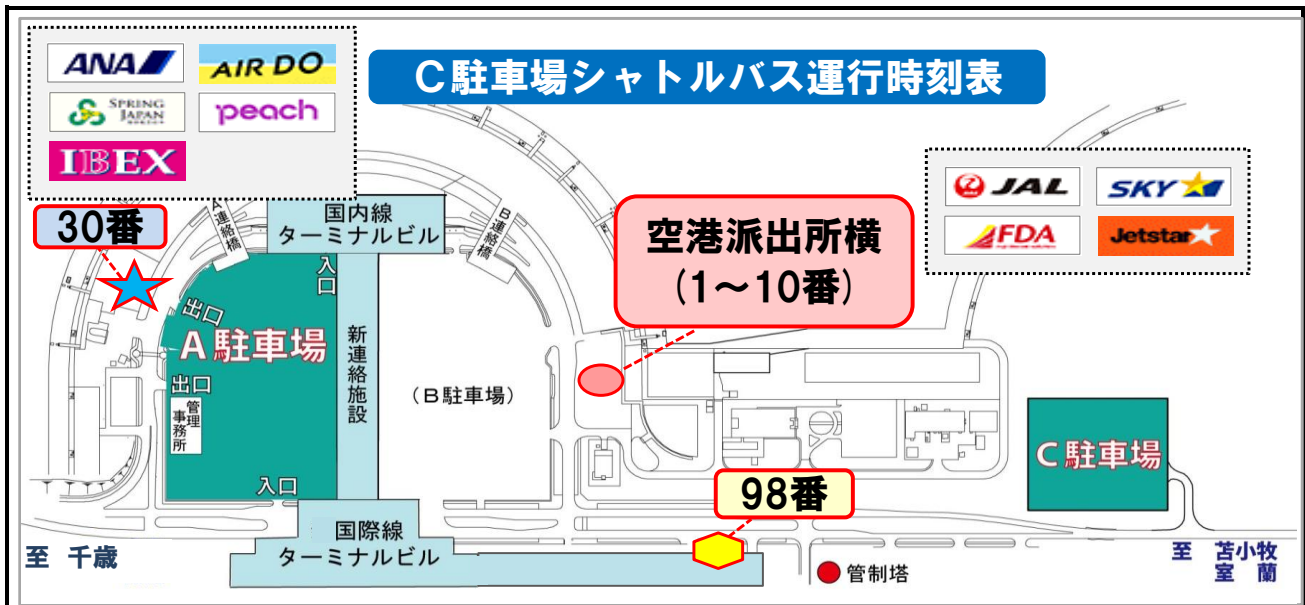 ANA
AIR DO
SPRING
JAPAN
peach
IBEX
C駐車場シャトルバス運行時刻表
JAL
SKY
FDA
Jetstar
30番
A連絡橋
国内線
ターミナルビル
B連絡橋
空港派出所横
(1～10番)
入口
出口
A駐車場
新連絡施設
(B駐車場)
出口
管理
事務所
C駐車場
入口
98番
国際線
ターミナルビル
至 千歳
管制塔
至 苫小牧
室蘭